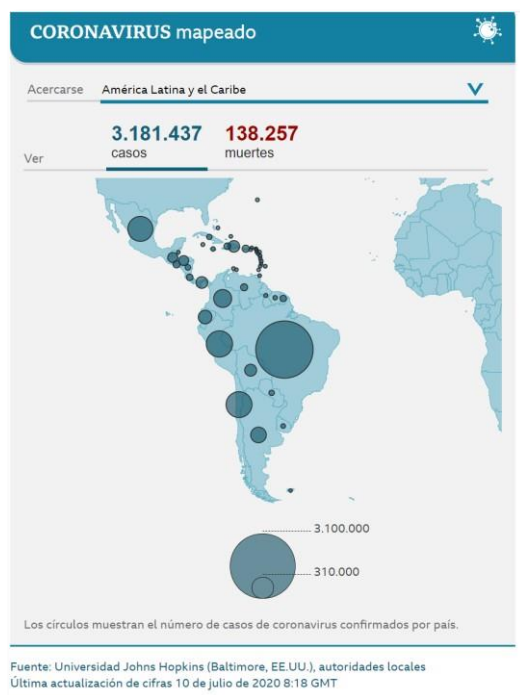 CORONAVIRUS mapeado
Acercarse América Latina y el Caribe
3.181.437 138.257
Ver casos muertes
3.100.000
310.000
Los círculos muestran el número de casos de coronavirus confirmados por país.
Fuente: Universidad Johns Hopkins (Baltimore, EE.UU.), autoridades locales
Última actualización de cifras 10 de julio de 2020 8:18 GMT